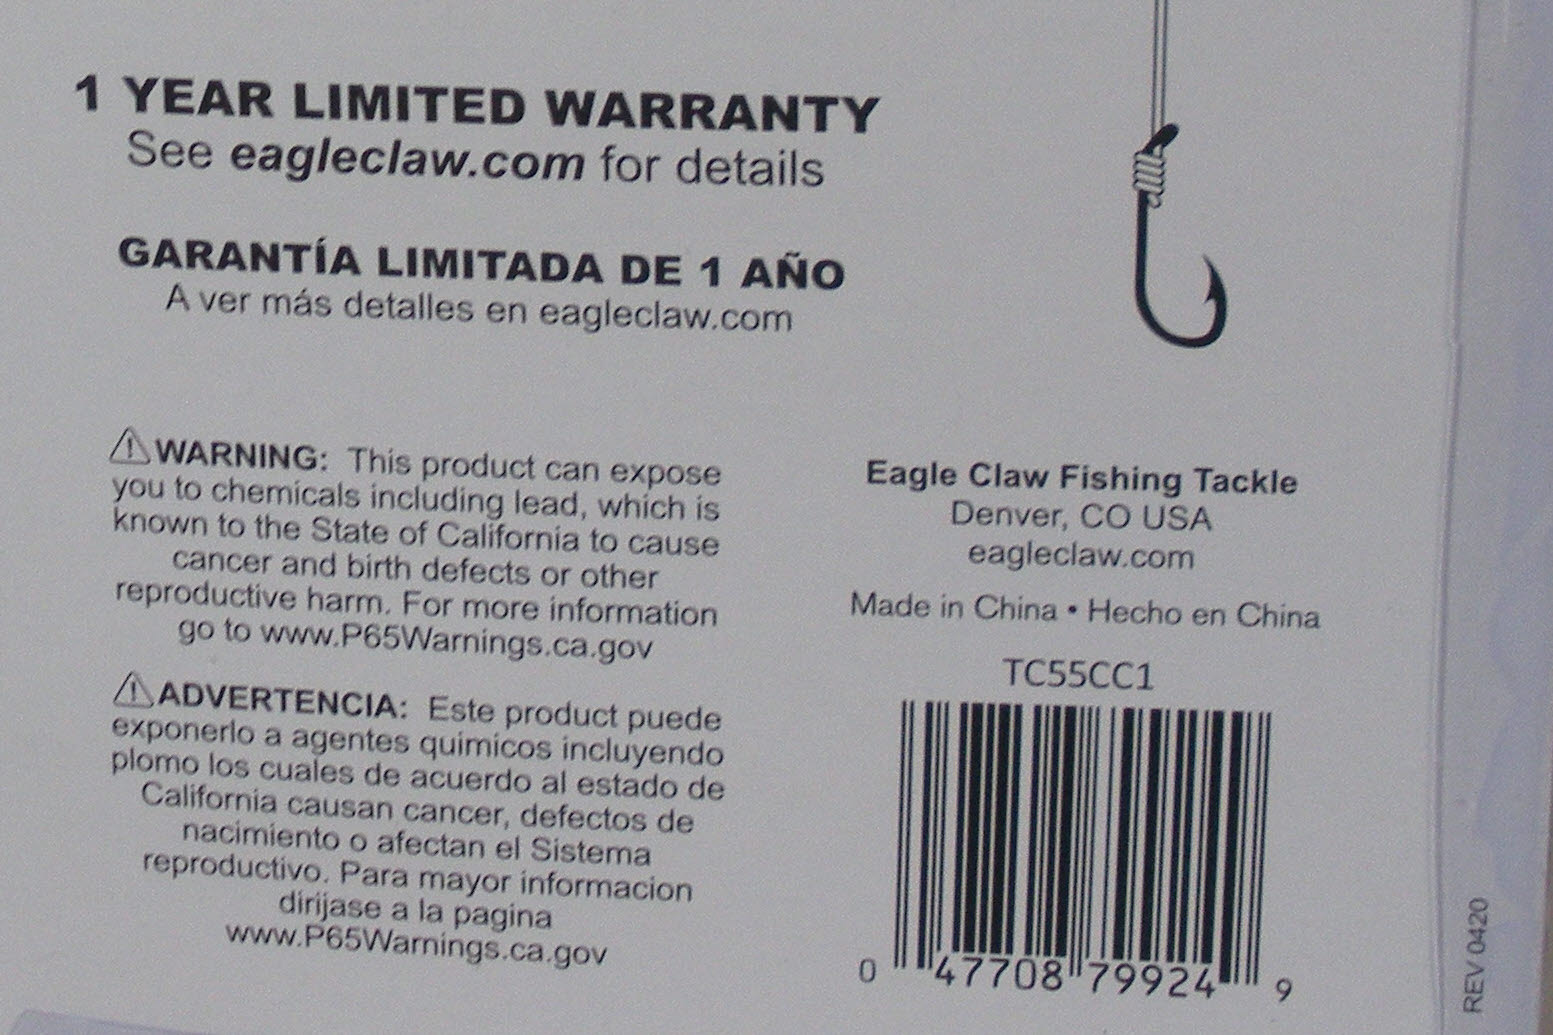 1 YEAR LIMITED WARRANTY
See eagleclaw.com for details
GARANTÍA LIMITADA DE 1 AÑO
A ver más detalles en eagleclaw.com
WARNING: This product can expose
you to chemicals including lead, which is
known to the State of California to cause
cancer and birth defects or other
reproductive harm. For more information
go to www.P65Warnings.ca.gov
ADVERTENCIA: Este product puede
exponerlo a agentes quimicos incluyendo
plomo los cuales de acuerdo al estado de
California causan cancer, defectos de
nacimiento o afectan el Sistema
reproductivo. Para mayor informacion
dirijase a la pagina
www.P65Warnings.ca.gov
Eagle Claw Fishing Tackle
Denver, CO USA
eagleclaw.com
Made in China • Hecho en China
TC55CC1
0 47708 79924 9
REV 0420